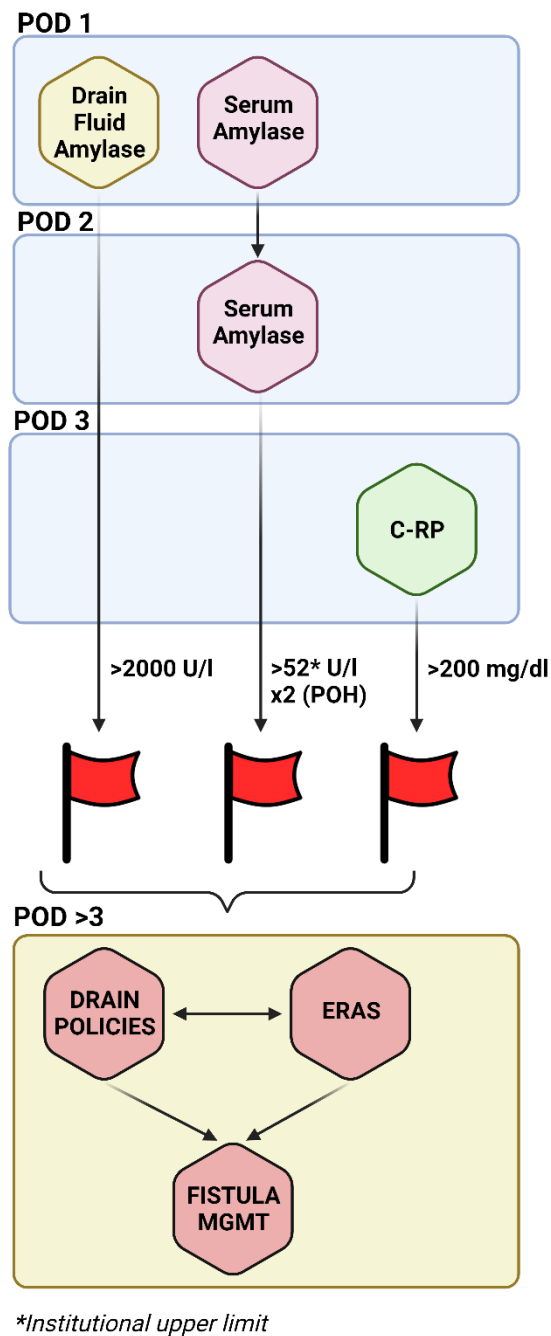 POD 1
Drain
Fluid
Amylase
Serum
Amylase
POD 2
Serum
Amylase
POD 3
C-RP
>2000 U/l
>52* U/l
x2 (POH)
>200 mg/dl
POD >3
DRAIN
POLICIES
ERAS
FISTULA
MGMT
*Institutional upper limit